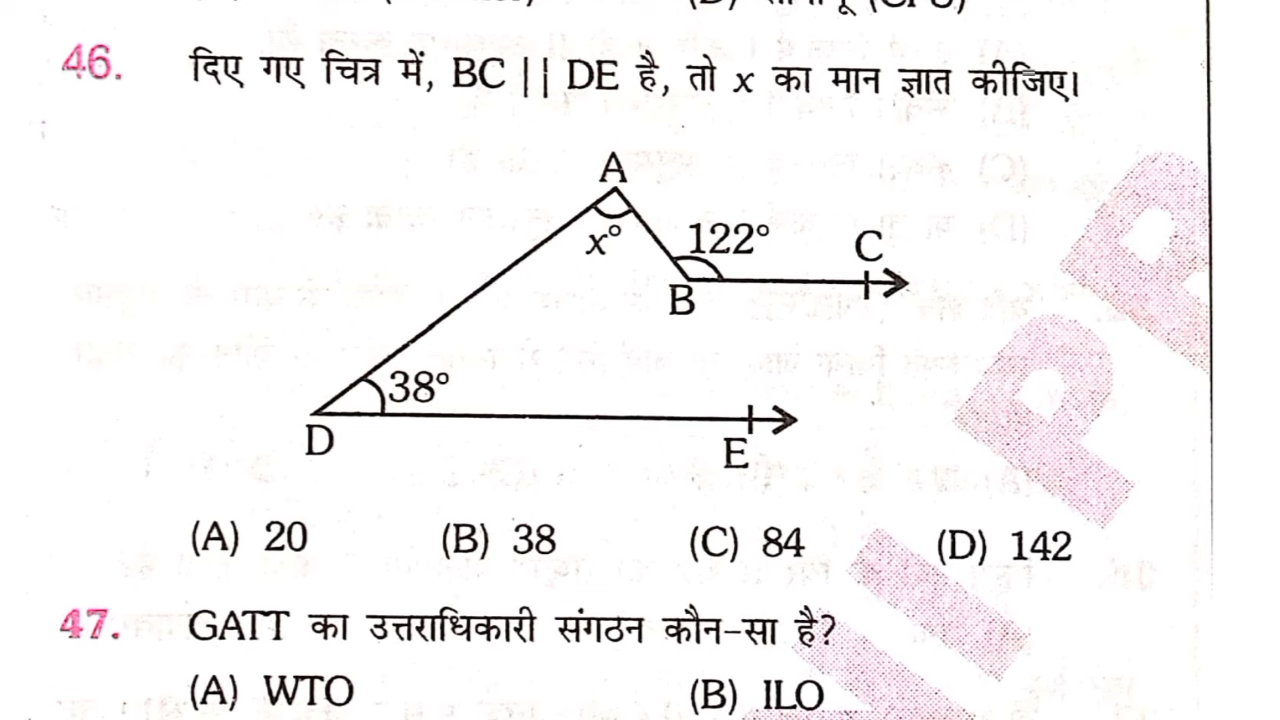 46. दिए गए चित्र में, BC || DE है, तो x का मान ज्ञात कीजिए।
A
x°
122°
C
B
38°
D
E
(A) 20 (B) 38 (C) 84 (D) 142
47. GATT का उत्तराधिकारी संगठन कौन-सा है?
(A) WTO (B) ILO